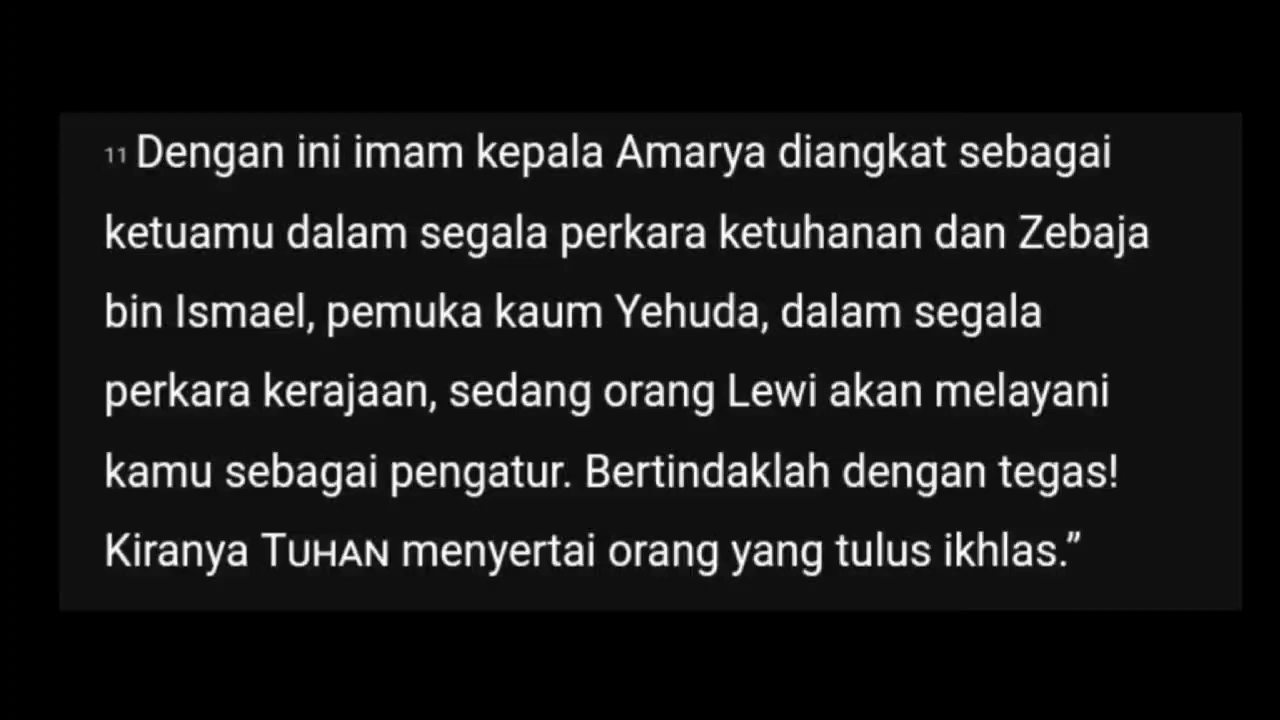 11 Dengan ini imam kepala Amarya diangkat sebagai
ketuamu dalam segala perkara ketuhanan dan Zebaja
bin Ismael, pemuka kaum Yehuda, dalam segala
perkara kerajaan, sedang orang Lewi akan melayani
kamu sebagai pengatur. Bertindaklah dengan tegas!
Kiranya TUHAN menyertai orang yang tulus ikhlas.”